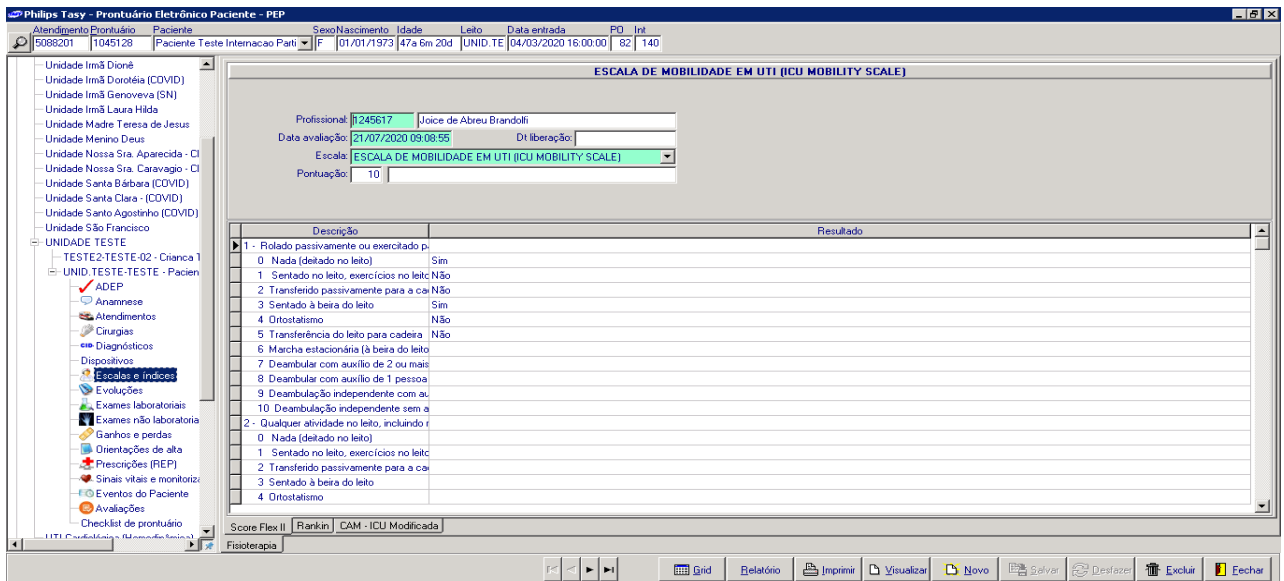 Philips Tasy - Prontuário Eletrônico Paciente - PEP
Atendimento Prontuário Paciente Sexo Nascimento Idade Leito Data entrada PO Int
5088201 1045128 Paciente Teste Internacao Parti F 01/01/1973 47a 6m 20d UNID.TE 04/03/2020 16:00:00 82 140
Unidade Irmã Dionê
Unidade Irmã Dorotéia (COVID)
Unidade Irmã Genoveva (SN)
Unidade Irmã Laura Hilda
Unidade Madre Teresa de Jesus
Unidade Menino Deus
Unidade Nossa Sra. Aparecida - Cl
Unidade Nossa Sra. Caravagio - Cl
Unidade Santa Bárbara (COVID)
Unidade Santa Clara - (COVID)
Unidade Santo Agostinho (COVID)
Unidade São Francisco
UNIDADE TESTE
TESTE2-TESTE-02 - Crianca T
UNID.TESTE-TESTE - Pacien
ADEP
Anamnese
Atendimentos
Cirurgias
CID Diagnósticos
Dispositivos
Escalas e índices
Evoluções
Exames laboratoriais
Exames não laboratoria
Ganhos e perdas
Orientações de alta
Prescrições (REP)
Sinais vitais e monitoriza
Eventos do Paciente
Avaliações
Checklist de prontuário
UTI Cardiológica (Hemodinâmica)
ESCALA DE MOBILIDADE EM UTI (ICU MOBILITY SCALE)
Profissional: 1245617 Joice de Abreu Brandolfi
Data avaliação: 21/07/2020 09:08:55 Dt liberação:
Escala: ESCALA DE MOBILIDADE EM UTI (ICU MOBILITY SCALE)
Pontuação: 10
Descrição Resultado
1 - Rolado passivamente ou exercitado pa
0 Nada (deitado no leito) Sim
1 Sentado no leito, exercícios no leito Não
2 Transferido passivamente para a cad Não
3 Sentado à beira do leito Sim
4 Ortostatismo Não
5 Transferência do leito para cadeira Não
6 Marcha estacionária (à beira do leito
7 Deambular com auxílio de 2 ou mais
8 Deambular com auxílio de 1 pessoa
9 Deambulação independente com au
10 Deambulação independente sem a
2 - Qualquer atividade no leito, incluindo r
0 Nada (deitado no leito)
1 Sentado no leito, exercícios no leito
2 Transferido passivamente para a cad
3 Sentado à beira do leito
4 Ortostatismo
Score Flex II Rankin CAM - ICU Modificada
Fisioterapia
Grid Relatório Imprimir Visualizar Novo Salvar Desfazer Excluir Fechar